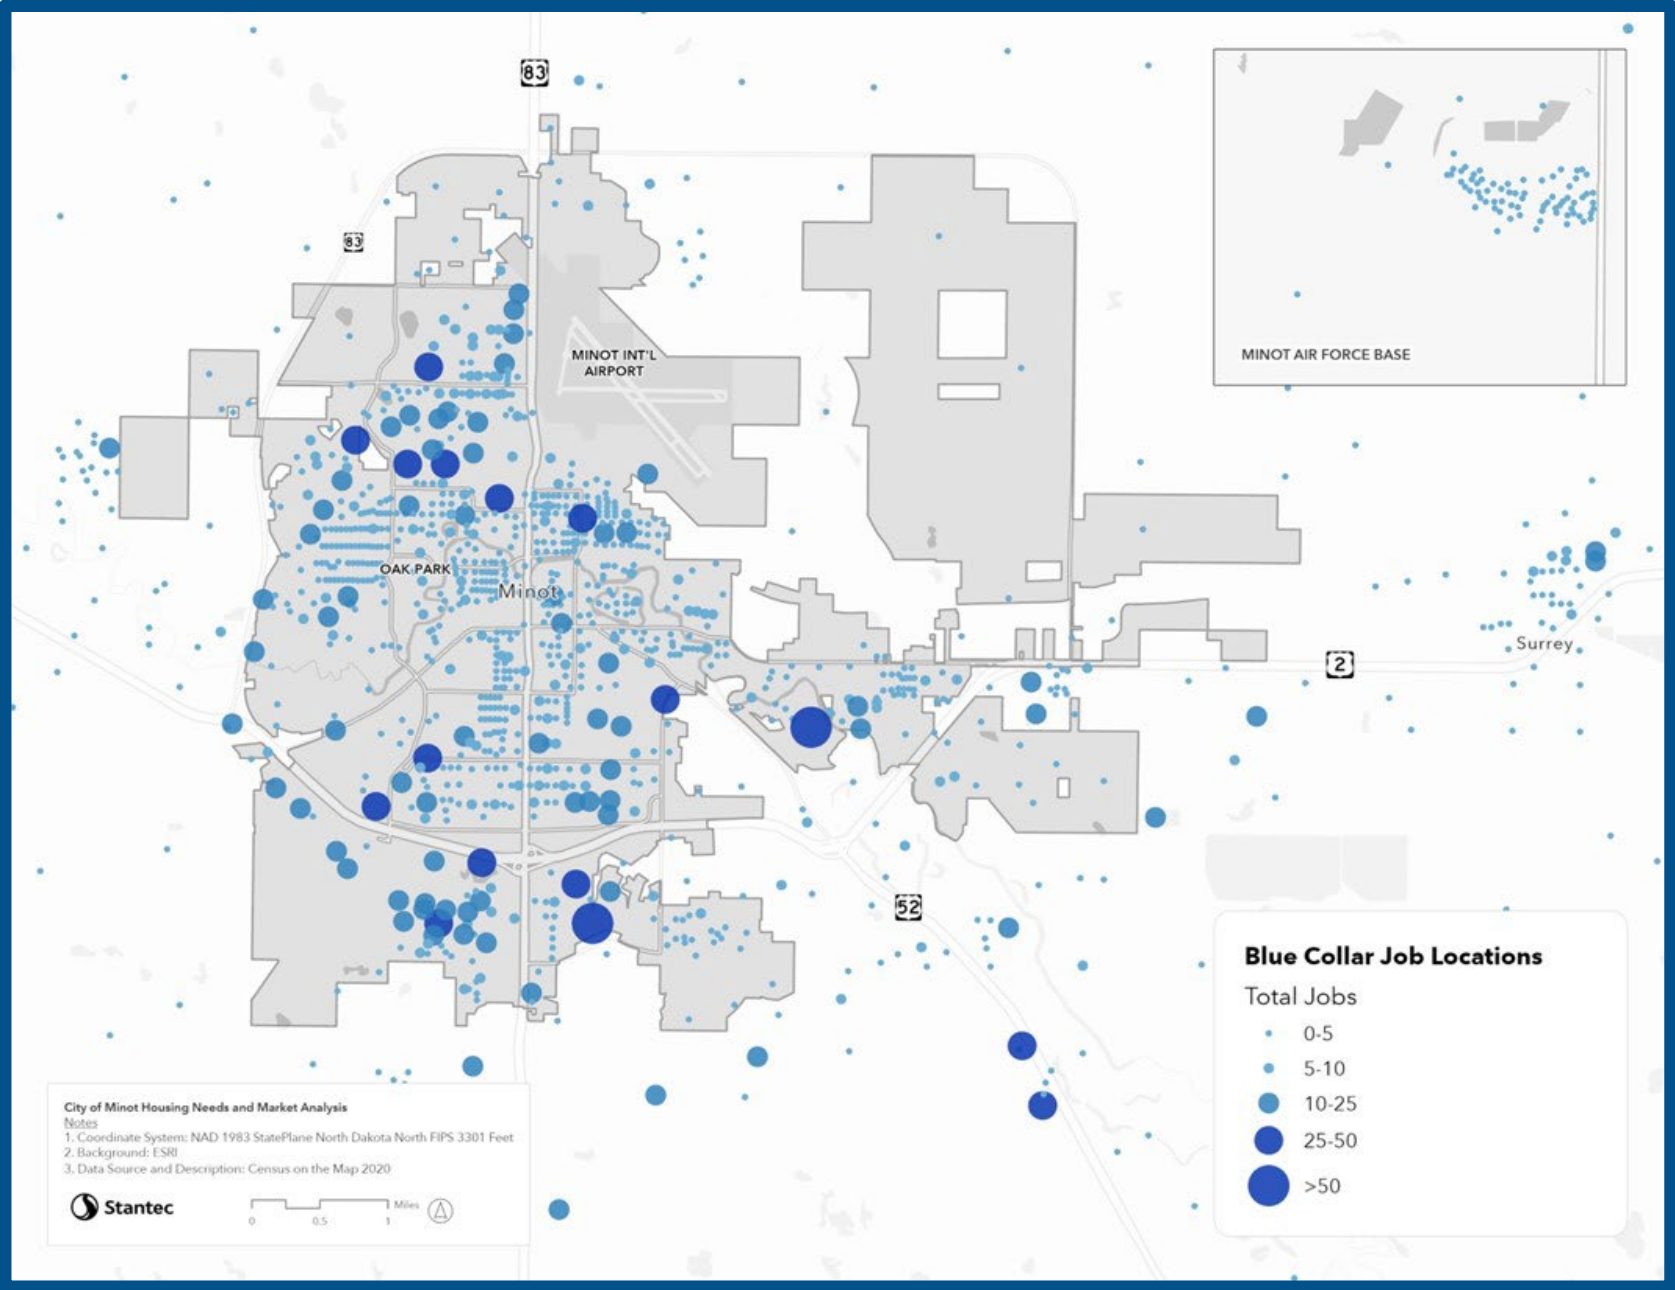 83
83
MINOT INT'L
AIRPORT
MINOT AIR FORCE BASE
OAK PARK
Minot
Surrey
2
52
Blue Collar Job Locations
Total Jobs
0-5
5-10
10-25
25-50
>50
City of Minot Housing Needs and Market Analysis
Notes
1. Coordinate System: NAD 1983 StatePlane North Dakota North FIPS 3301 Feet
2. Background: ESRI
3. Data Source and Description: Census on the Map 2020
Stantec
Miles
0 0.5 1